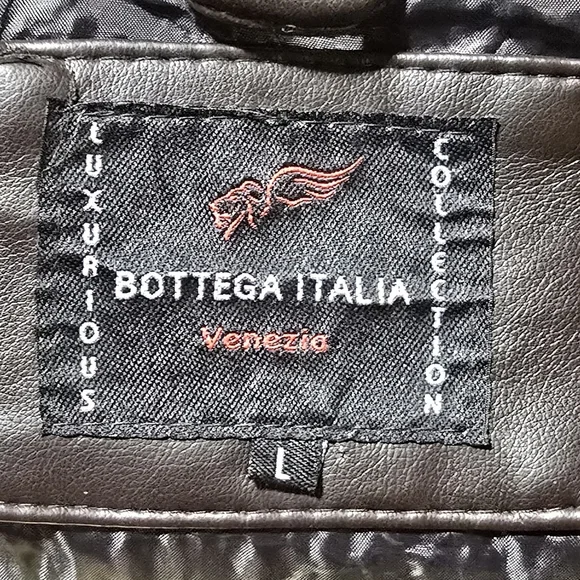 LUXURIOUS
COLLECTION
BOTTEGA ITALIA
Venezia
L